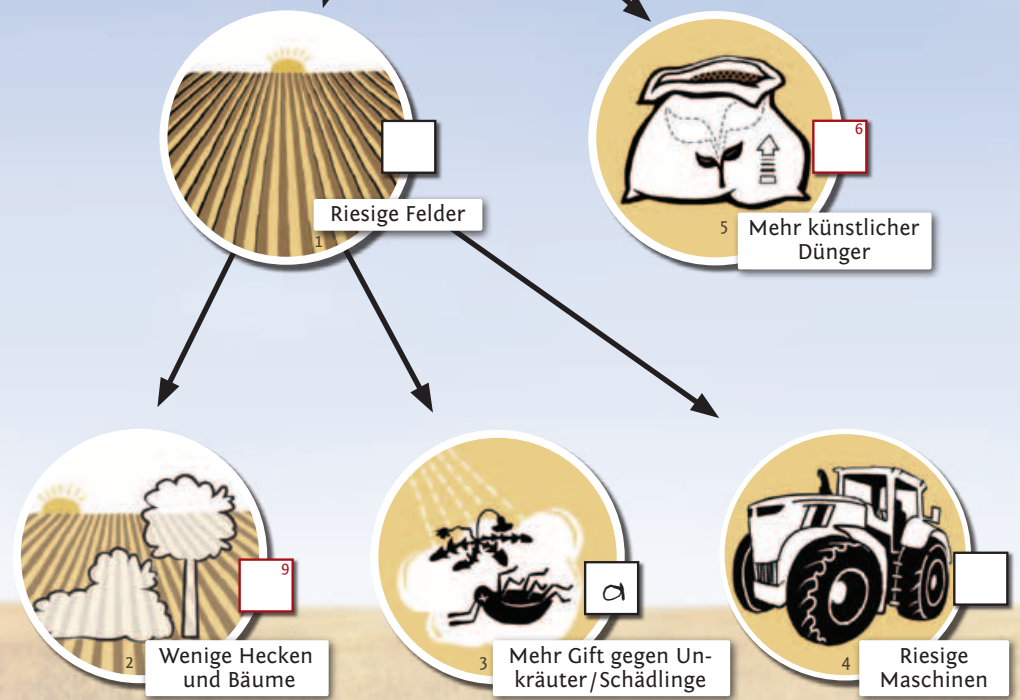 6
Riesige Felder
1
5
Mehr künstlicher
Dünger
9
a
2
Wenige Hecken
und Bäume
3
Mehr Gift gegen Un-
kräuter/Schädlinge
4
Riesige
Maschinen